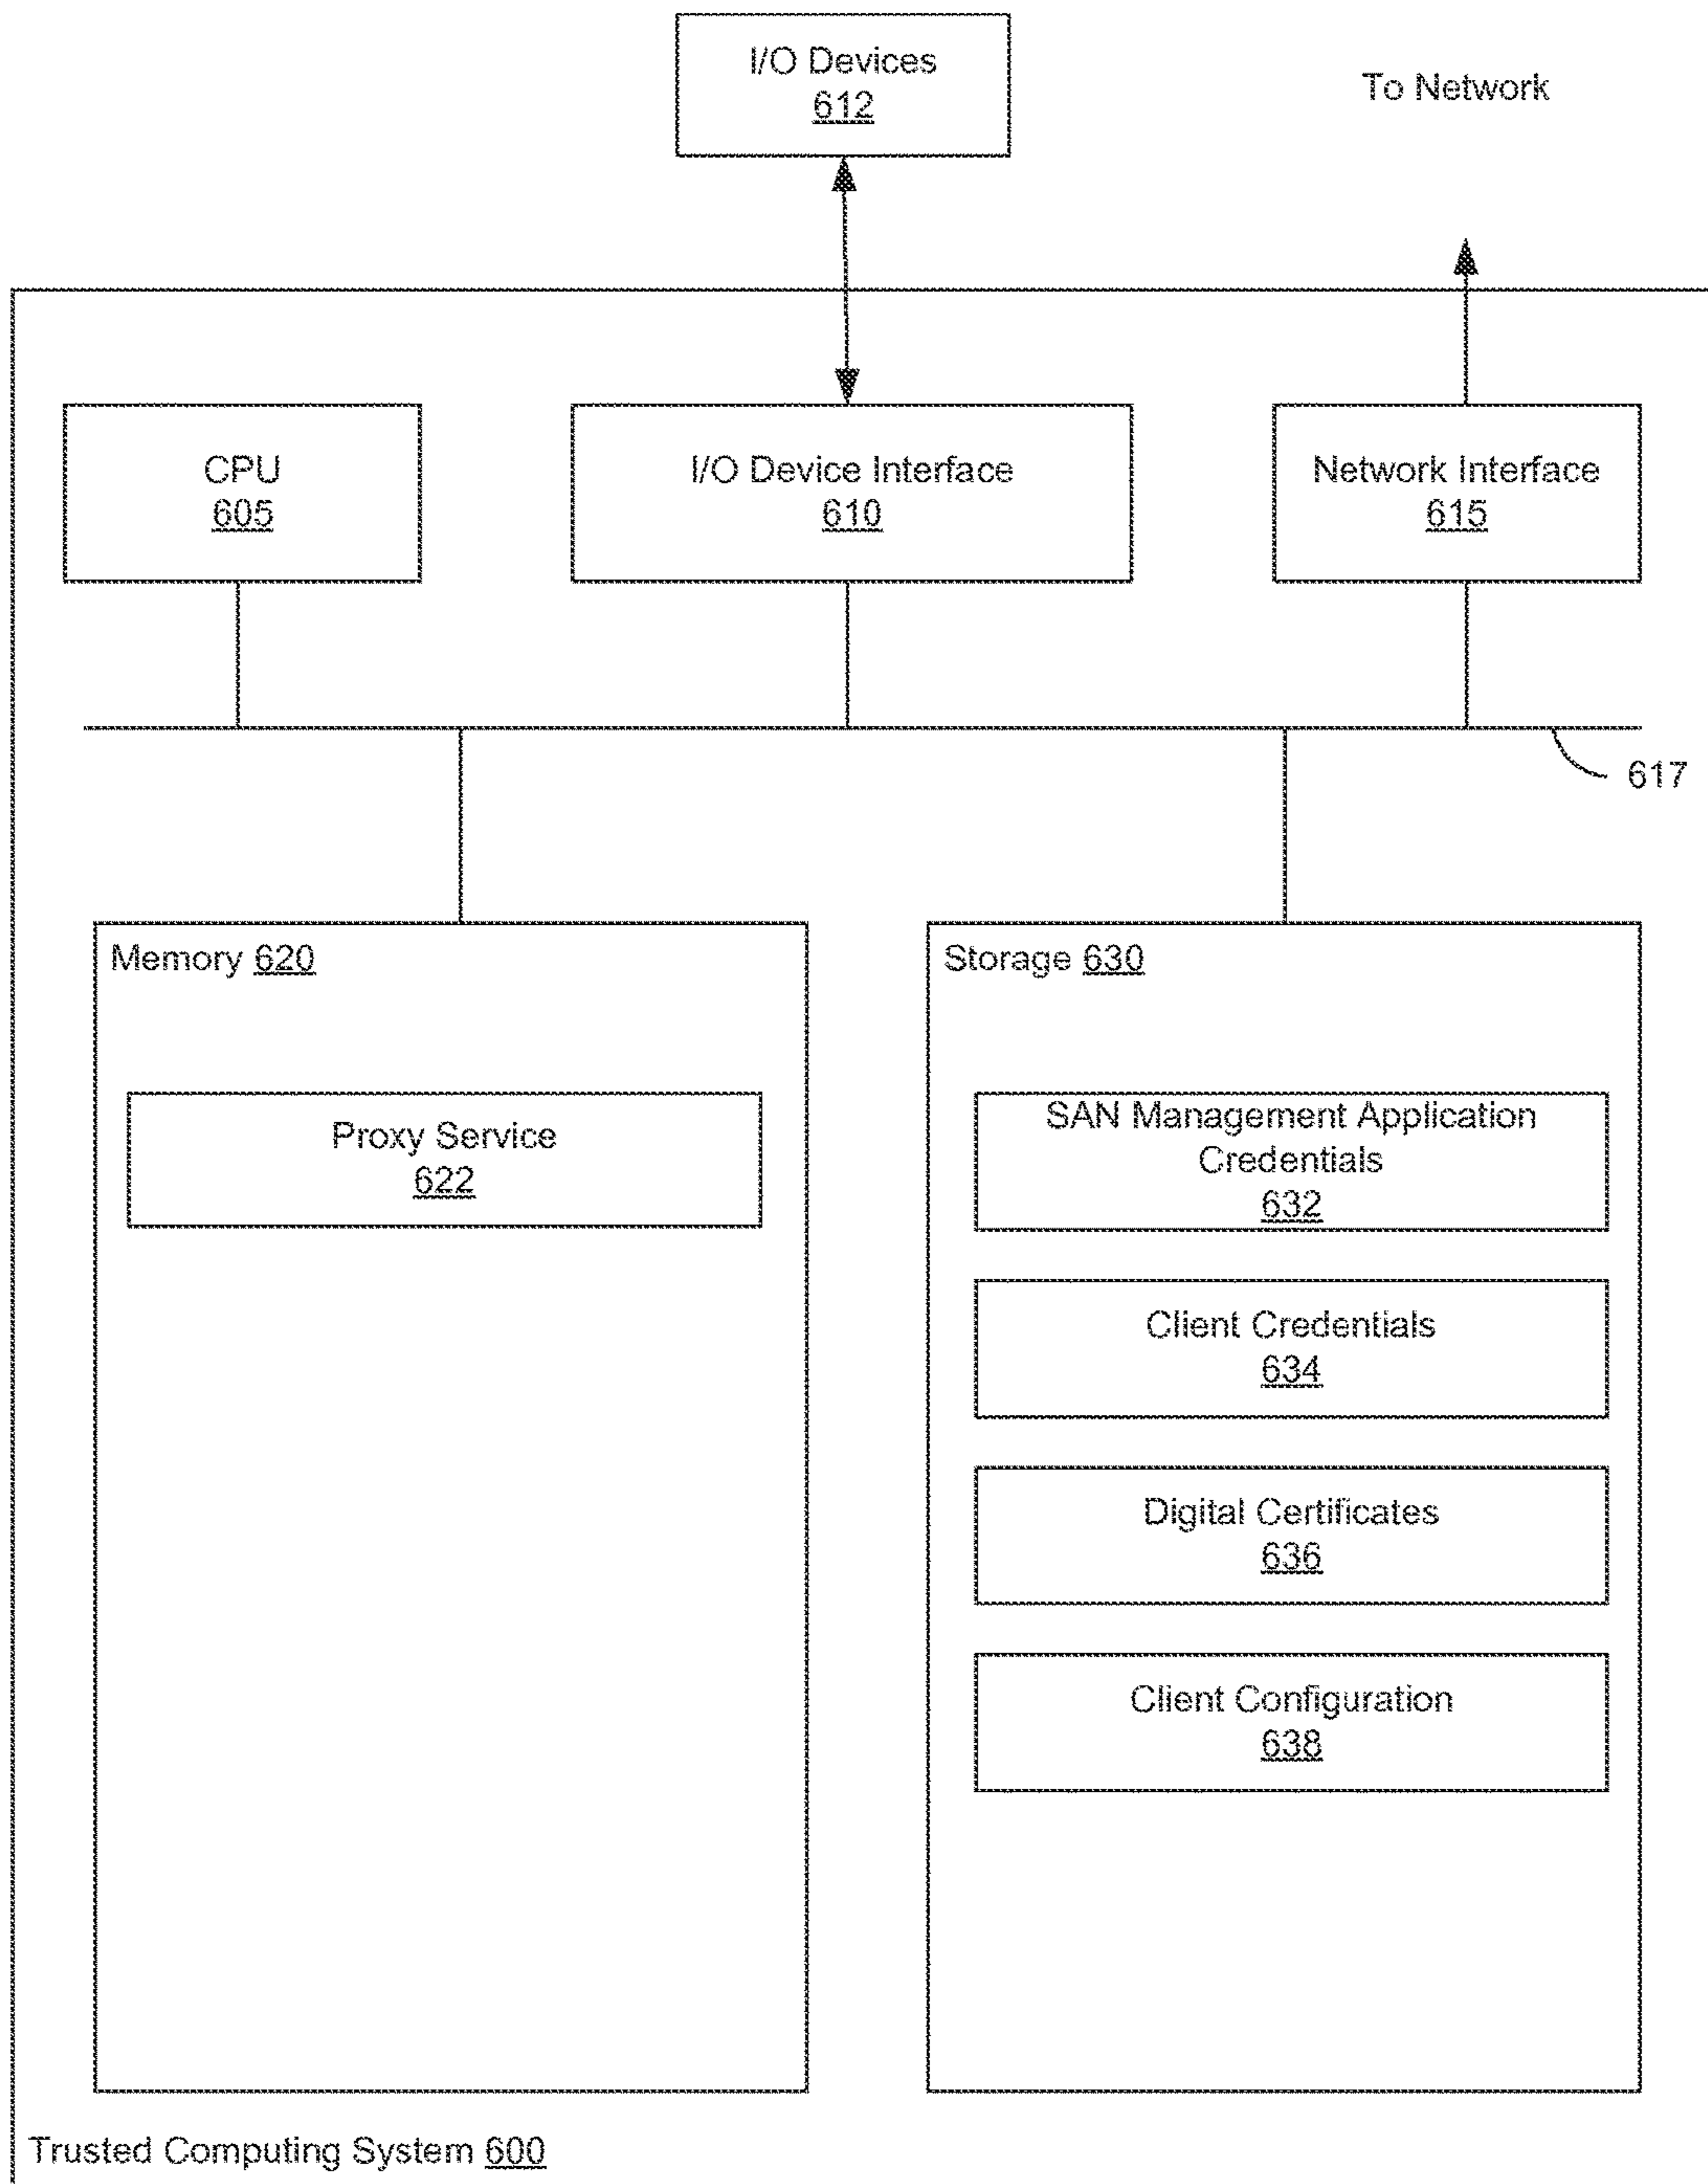 I/O Devices
612
To Network
CPU
605
I/O Device Interface
610
Network Interface
615
617
Memory 620
Proxy Service
622
Storage 630
SAN Management Application
Credentials
632
Client Credentials
634
Digital Certificates
636
Client Configuration
638
Trusted Computing System 600